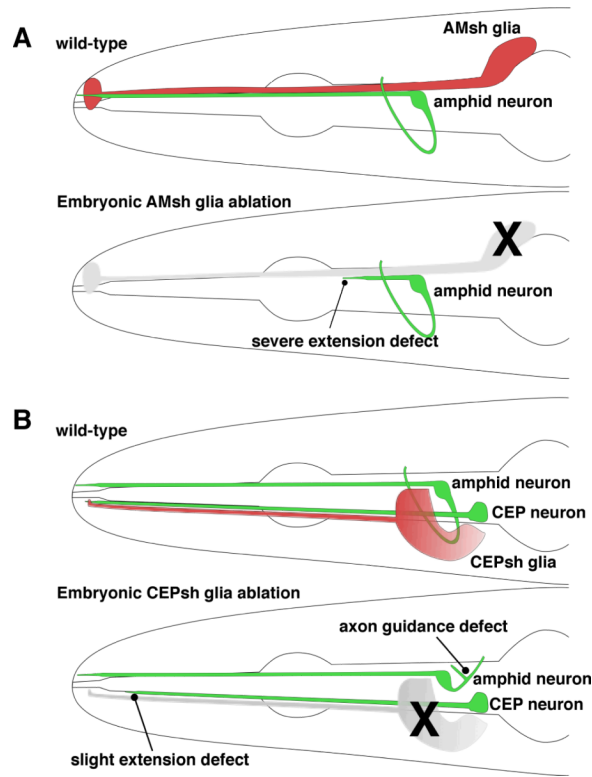 A
wild-type
AMsh glia
amphid neuron
Embryonic AMsh glia ablation
X
amphid neuron
severe extension defect
B
wild-type
amphid neuron
CEP neuron
CEPsh glia
Embryonic CEPsh glia ablation
axon guidance defect
amphid neuron
CEP neuron
X
slight extension defect